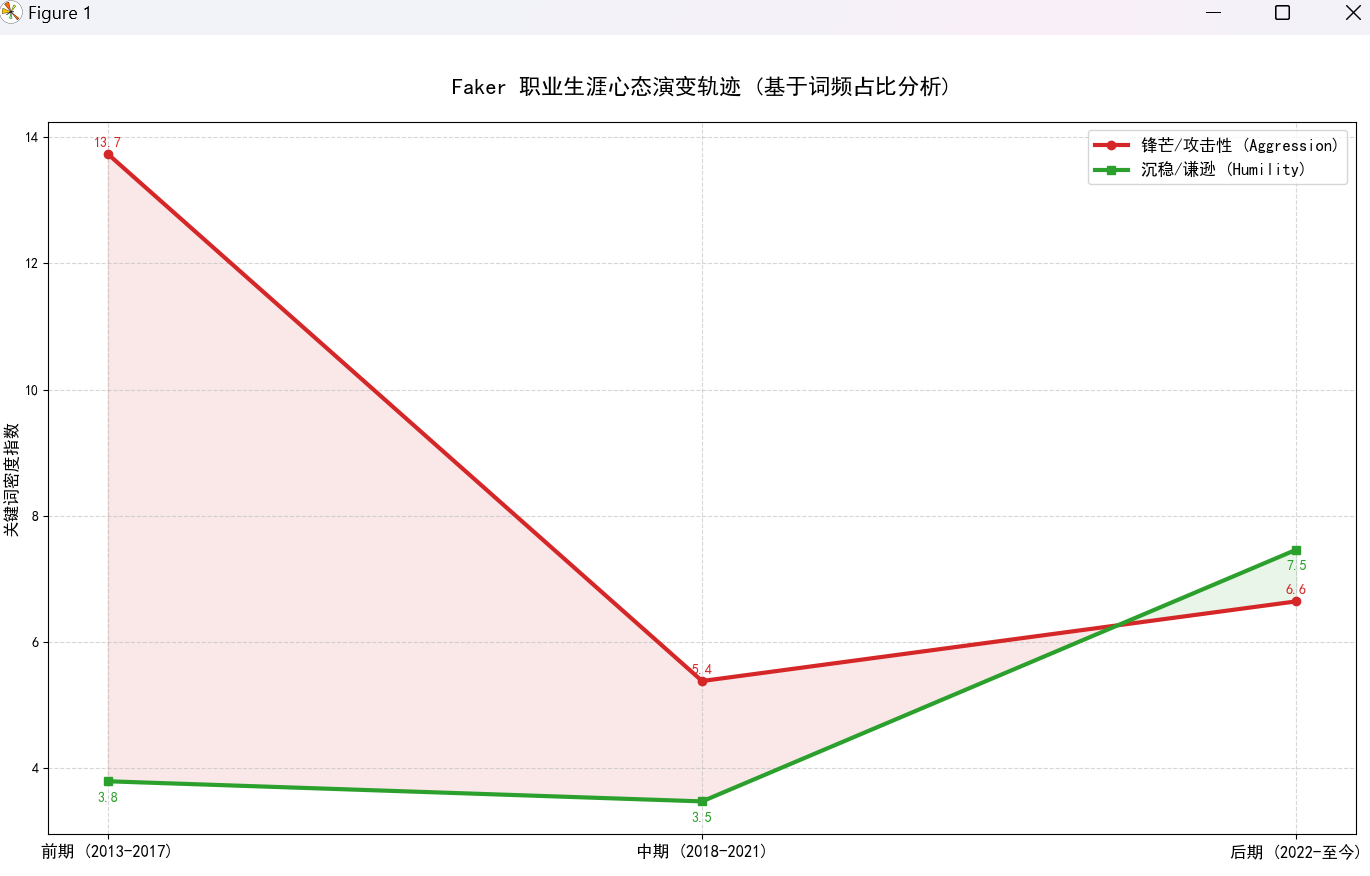 Figure 1
Faker 职业生涯心态演变轨迹 (基于词频占比分析)
锋芒/攻击性 (Aggression)
沉稳/谦逊 (Humility)
关键词密度指数
14
12
10
8
6
4
13.7
5.4
6.6
3.8
3.5
7.5
前期 (2013-2017)
中期 (2018-2021)
后期 (2022-至今)